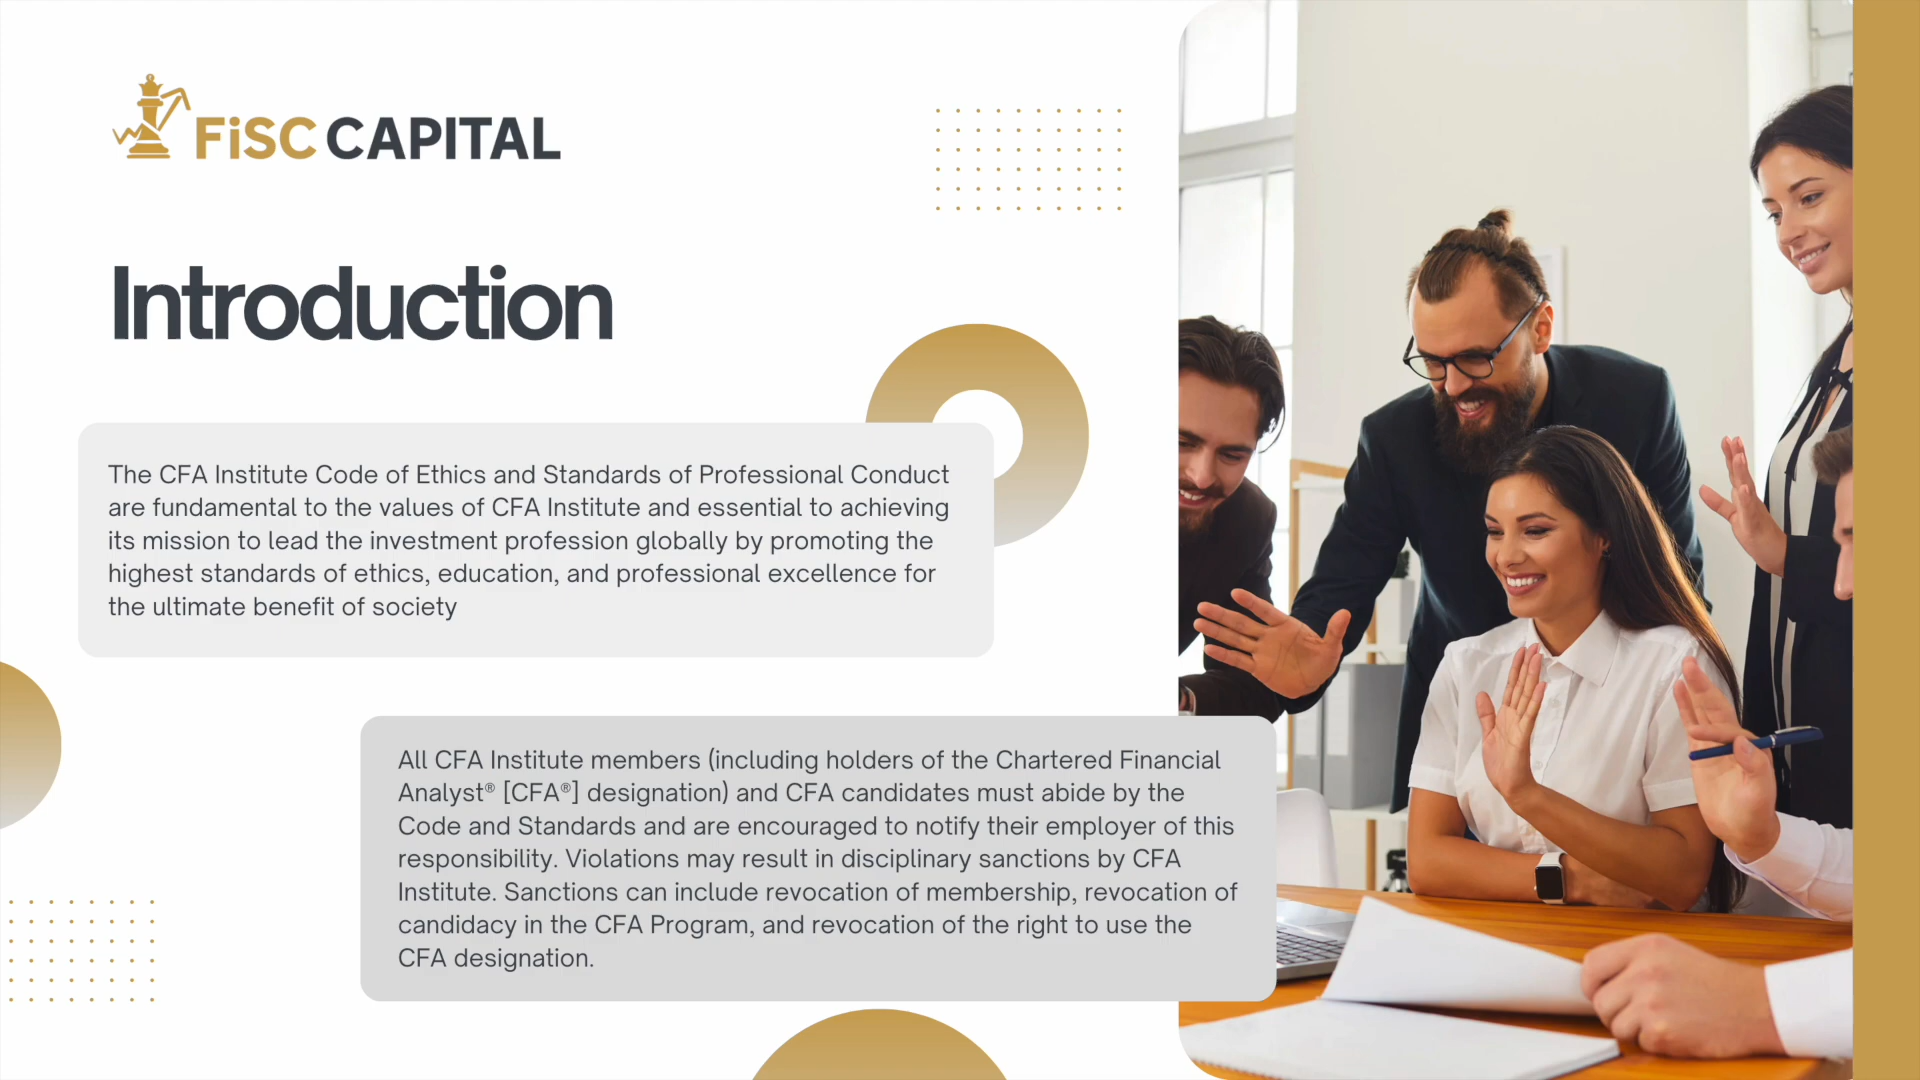 FiSC CAPITAL
Introduction
The CFA Institute Code of Ethics and Standards of Professional Conduct
are fundamental to the values of CFA Institute and essential to achieving
its mission to lead the investment profession globally by promoting the
highest standards of ethics, education, and professional excellence for
the ultimate benefit of society
All CFA Institute members (including holders of the Chartered Financial
Analyst® [CFA®] designation) and CFA candidates must abide by the
Code and Standards and are encouraged to notify their employer of this
responsibility. Violations may result in disciplinary sanctions by CFA
Institute. Sanctions can include revocation of membership, revocation of
candidacy in the CFA Program, and revocation of the right to use the
CFA designation.